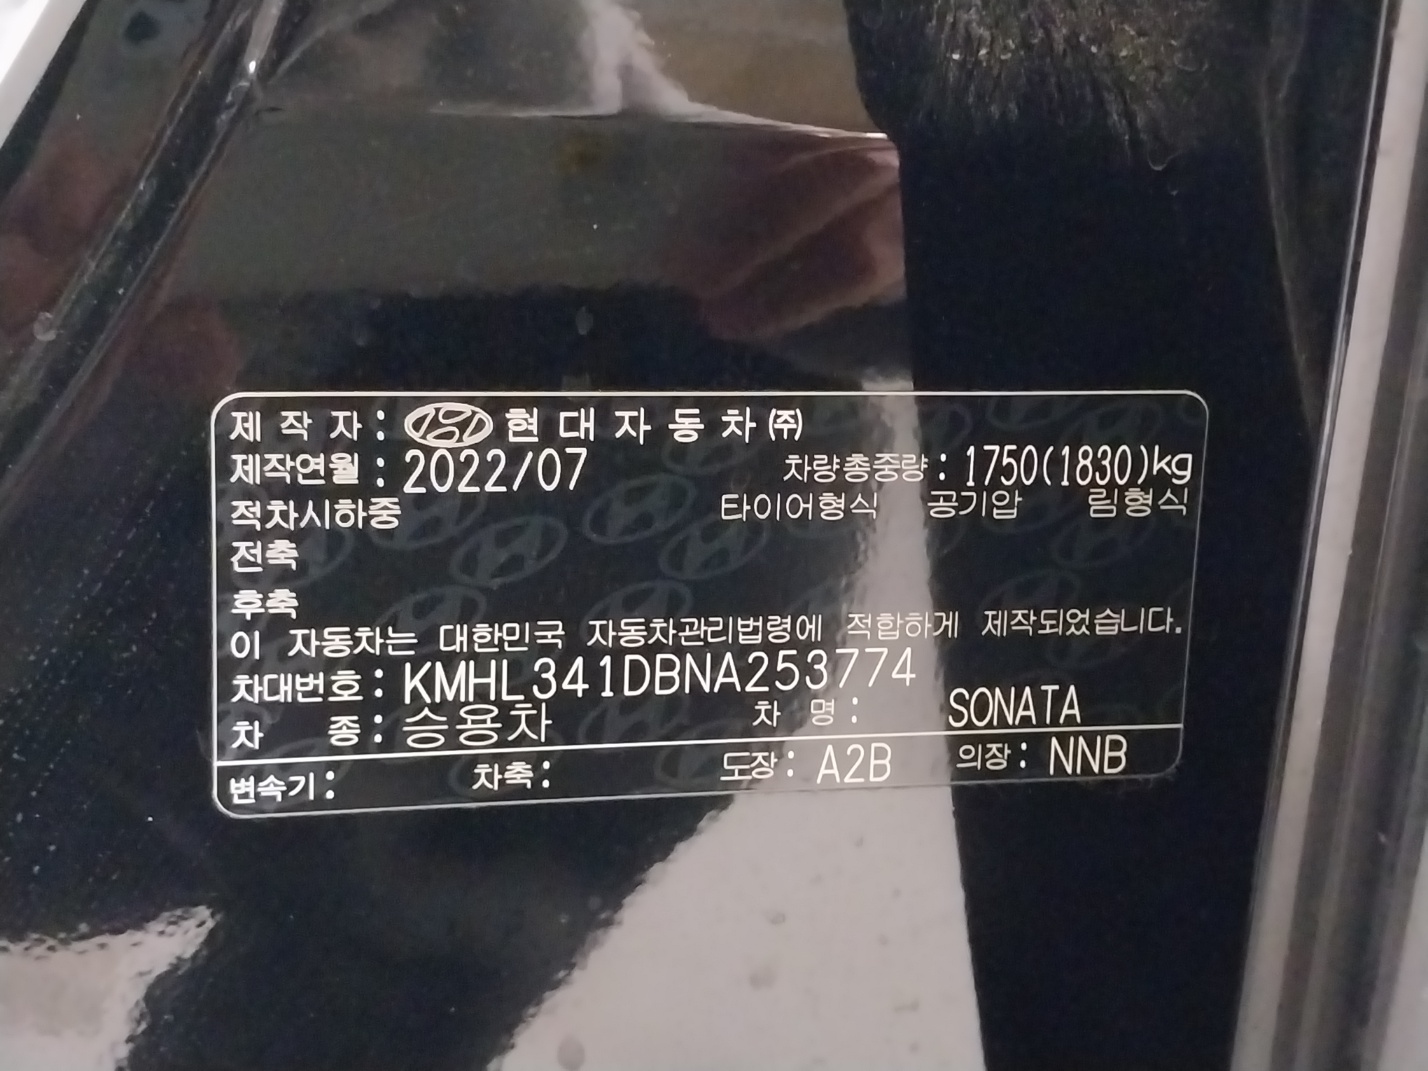 제작자 : 현대자동차㈜
제작연월 : 2022/07 차량총중량 : 1750(1830)kg
적차시하중 타이어형식 공기압 림형식
전축
후축
이 자동차는 대한민국 자동차관리법령에 적합하게 제작되었습니다.
차대번호 : KMHL341DBNA253774
차 종 : 승용차 차 명 : SONATA
변속기 : 차축 : 도장 : A2B 의장 : NNB